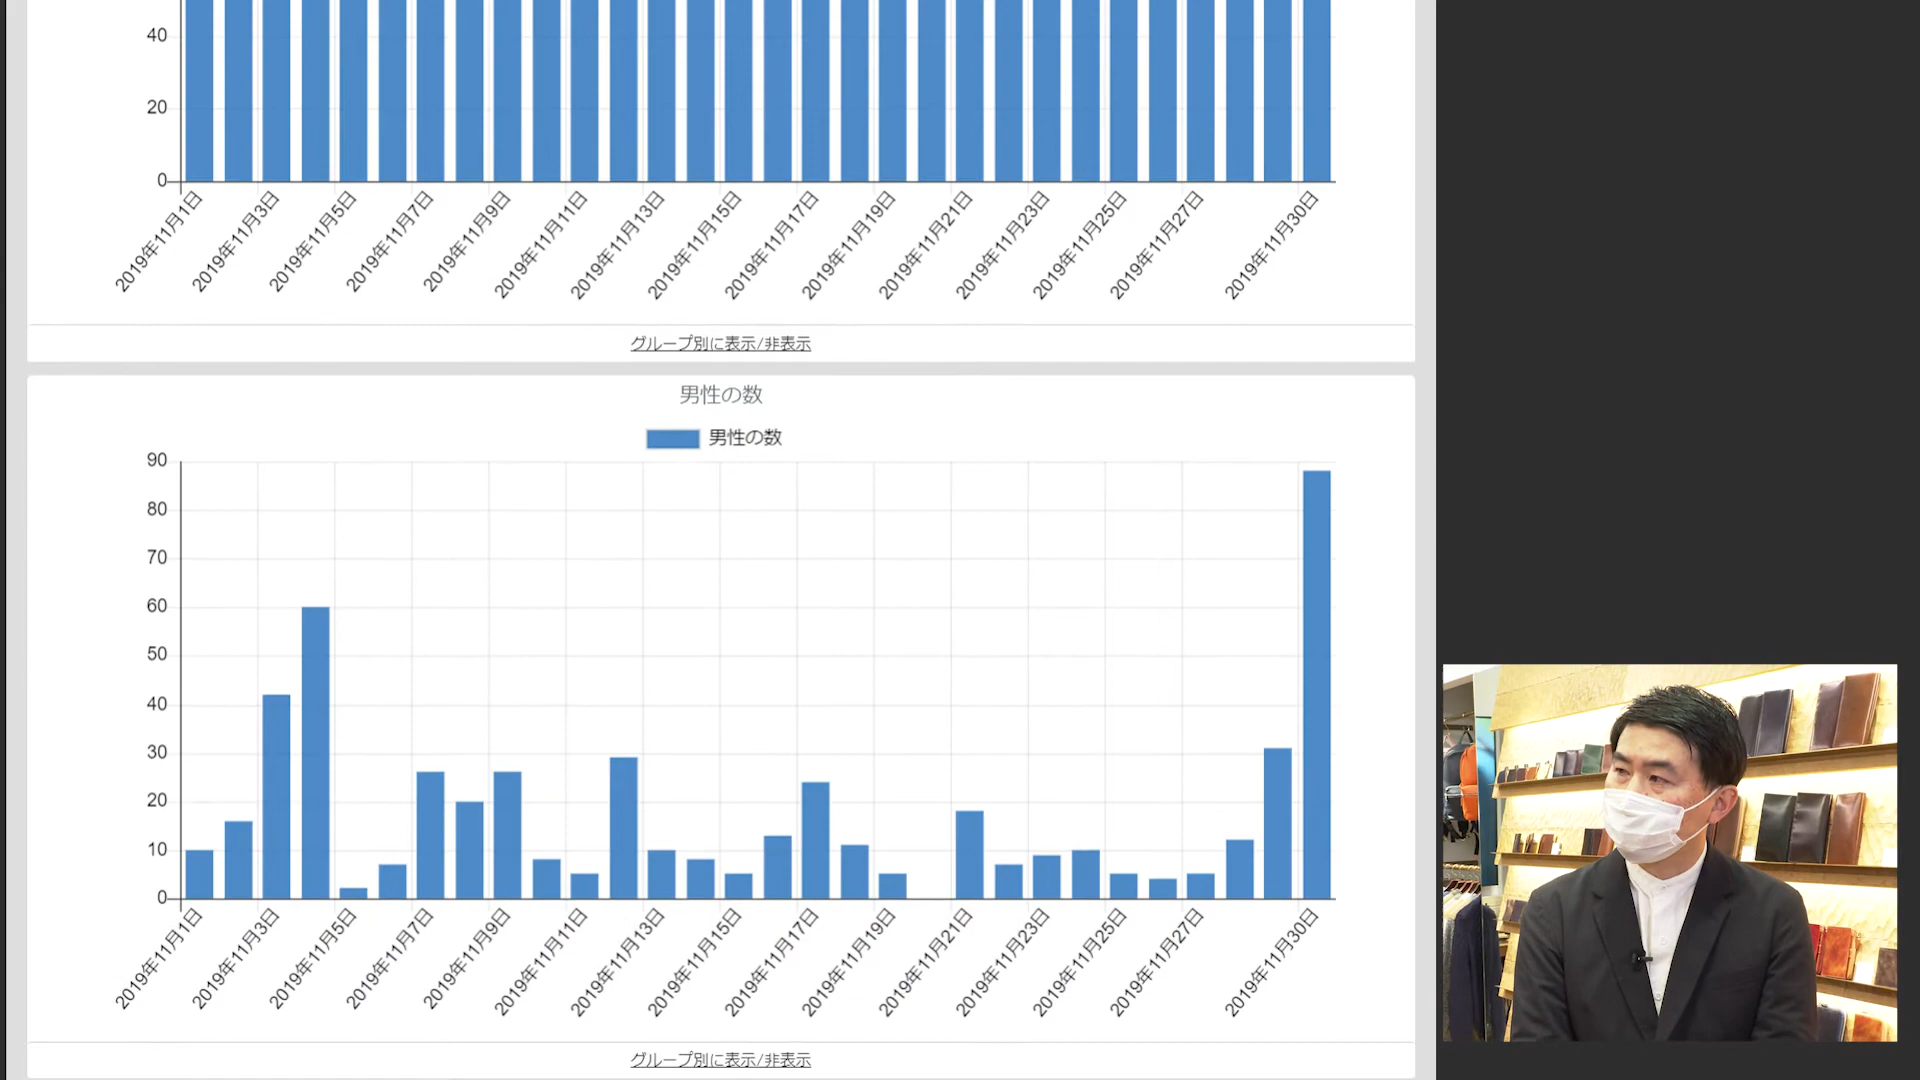 40
20
0
2019年11月1日
2019年11月3日
2019年11月5日
2019年11月7日
2019年11月9日
2019年11月11日
2019年11月13日
2019年11月15日
2019年11月17日
2019年11月19日
2019年11月21日
2019年11月23日
2019年11月25日
2019年11月27日
2019年11月30日
グループ別に表示/非表示
男性の数
男性の数
90
80
70
60
50
40
30
20
10
0
2019年11月1日
2019年11月3日
2019年11月5日
2019年11月7日
2019年11月9日
2019年11月11日
2019年11月13日
2019年11月15日
2019年11月17日
2019年11月19日
2019年11月21日
2019年11月23日
2019年11月25日
2019年11月27日
2019年11月30日
グループ別に表示/非表示